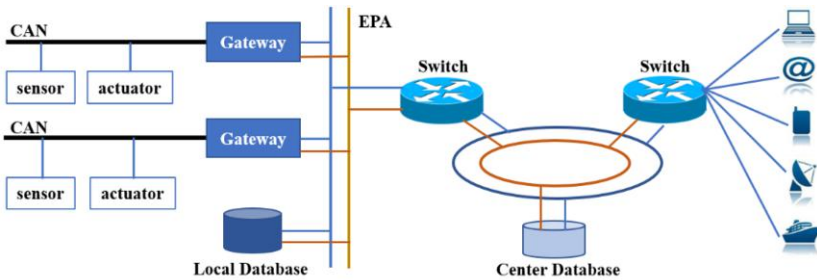 CAN
Gateway
EPA
sensor
actuator
Switch
Switch
@
CAN
Gateway
sensor
actuator
Local Database
Center Database